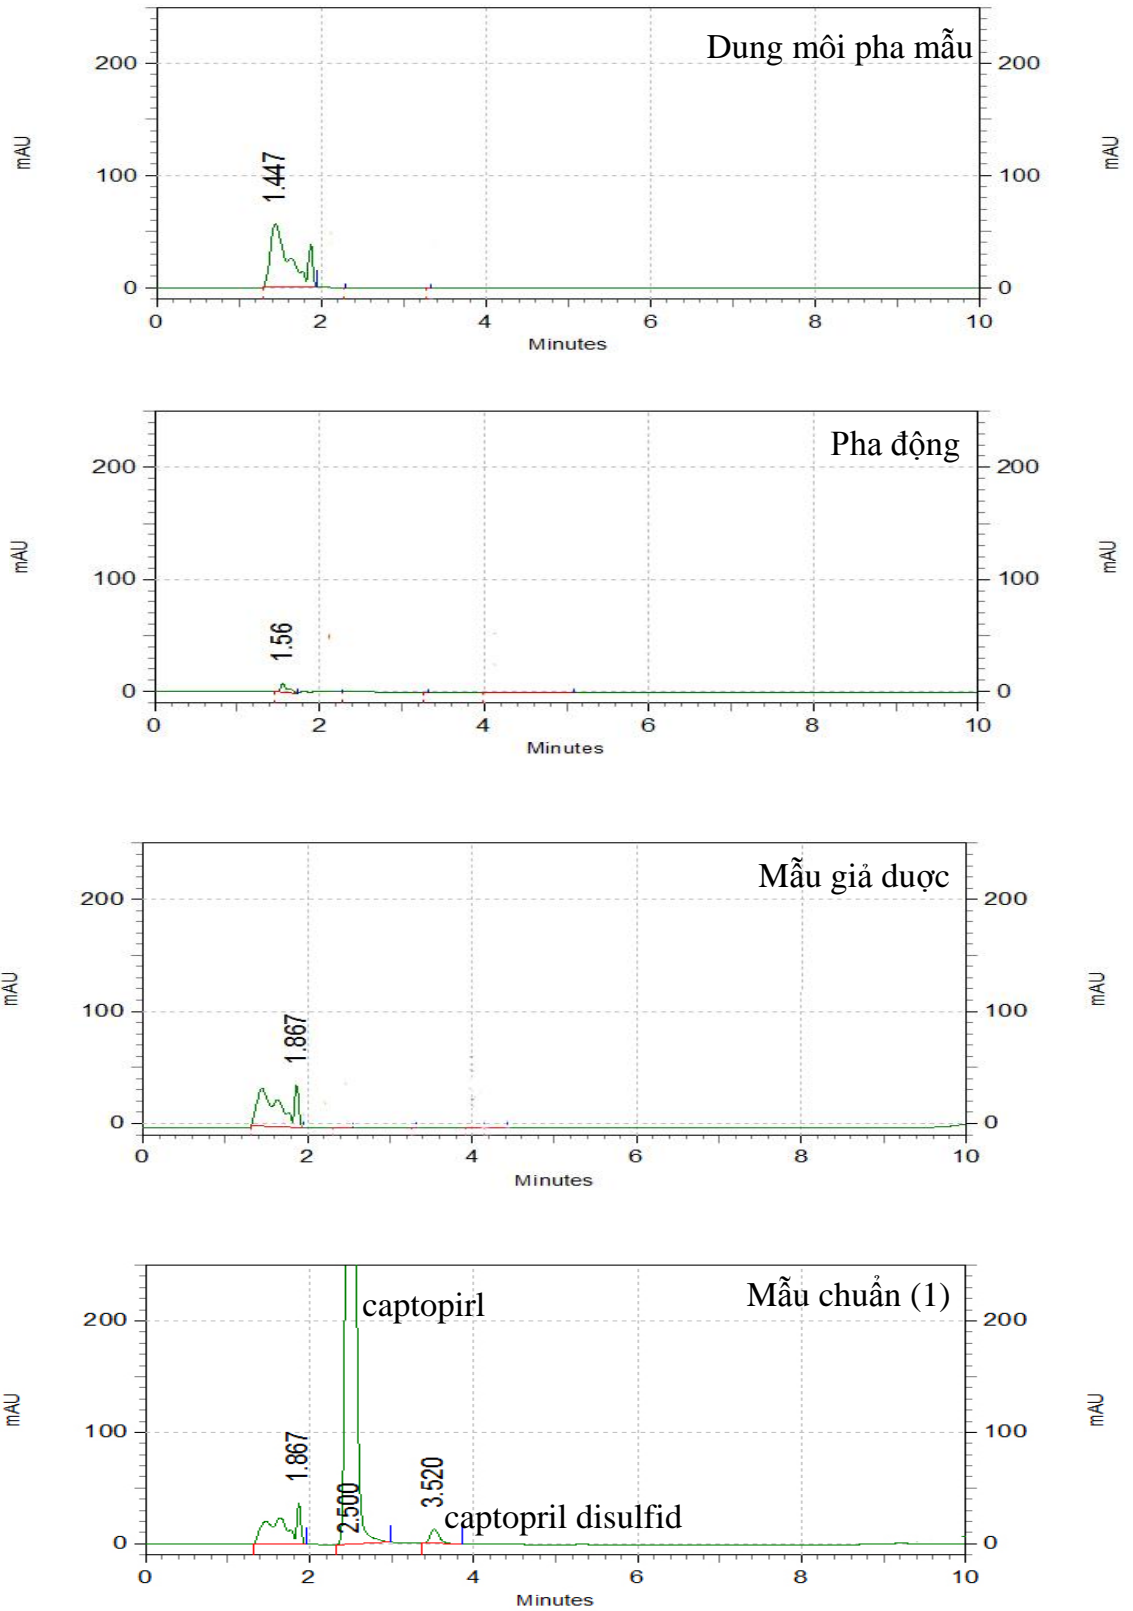 Dung môi pha mẫu
200
200
mAU
mAU
1.447
100
100
0
0
0 2 4 6 8 10
Minutes
Pha động
200
200
mAU
mAU
100
100
1.56
0
0
0 2 4 6 8 10
Minutes
Mẫu giả duợc
200
200
mAU
mAU
100
100
1.867
0
0
0 2 4 6 8 10
Minutes
Mẫu chuẩn (1)
captopirl
200
200
mAU
mAU
100
100
1.867
2.500
3.520
captopril disulfid
0
0
0 2 4 6 8 10
Minutes